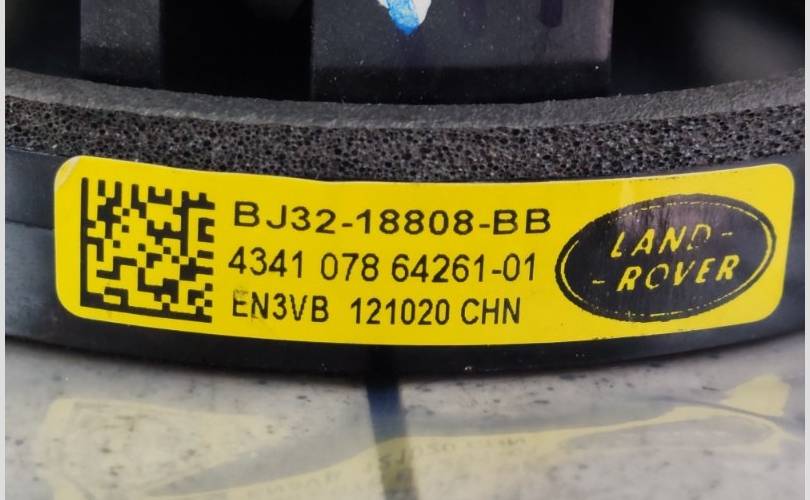 BJ32-18808-BB
4341 078 64261-01
EN3VB 121020 CHN
LAND-
-ROVER